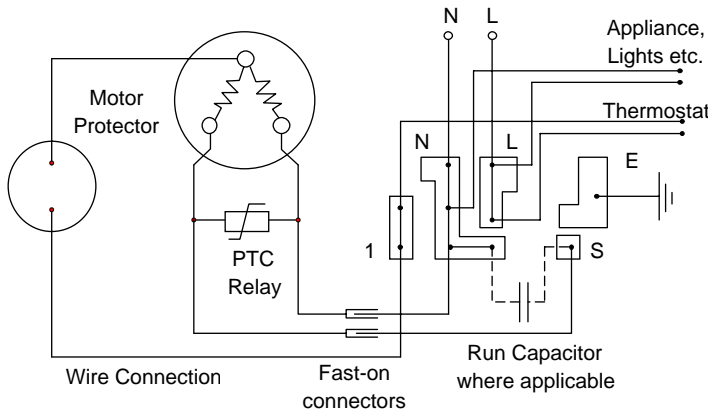 N L
Appliance,
Lights etc.
Motor
Protector
Thermostat
N L
E
1
S
PTC
Relay
Wire Connection
Fast-on
connectors
Run Capacitor
where applicable